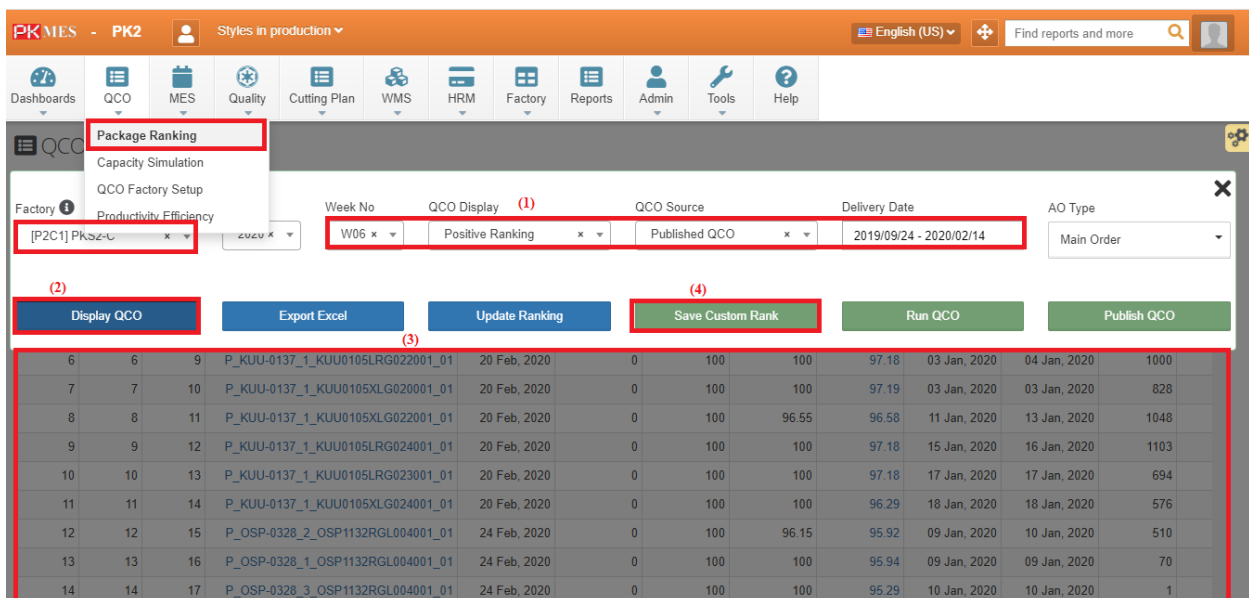 PKMES - PK2 Styles in production English (US) Find reports and more
Dashboards QCO MES Quality Cutting Plan WMS HRM Factory Reports Admin Tools Help
QCO
Package Ranking
Capacity Simulation
QCO Factory Setup
Productivity Efficiency
Factory Week No QCO Display (1) QCO Source Delivery Date AO Type
[P2C1] PKS2-C × 2020 × W06 × Positive Ranking × Published QCO × 2019/09/24 - 2020/02/14 Main Order
(2) (4)
Display QCO Export Excel Update Ranking Save Custom Rank Run QCO Publish QCO
(3)
6 6 9 P_KUU-0137_1_KUU0105LRG022001_01 20 Feb, 2020 0 100 100 97.18 03 Jan, 2020 04 Jan, 2020 1000
7 7 10 P_KUU-0137_1_KUU0105XLG020001_01 20 Feb, 2020 0 100 100 97.19 03 Jan, 2020 03 Jan, 2020 828
8 8 11 P_KUU-0137_1_KUU0105XLG022001_01 20 Feb, 2020 0 100 96.55 96.58 11 Jan, 2020 13 Jan, 2020 1048
9 9 12 P_KUU-0137_1_KUU0105LRG024001_01 20 Feb, 2020 0 100 100 97.18 15 Jan, 2020 16 Jan, 2020 1103
10 10 13 P_KUU-0137_1_KUU0105LRG023001_01 20 Feb, 2020 0 100 100 97.18 17 Jan, 2020 17 Jan, 2020 694
11 11 14 P_KUU-0137_1_KUU0105XLG024001_01 20 Feb, 2020 0 100 100 96.29 18 Jan, 2020 18 Jan, 2020 576
12 12 15 P_OSP-0328_2_OSP1132RGL004001_01 24 Feb, 2020 0 100 96.15 95.92 09 Jan, 2020 10 Jan, 2020 510
13 13 16 P_OSP-0328_1_OSP1132RGL004001_01 24 Feb, 2020 0 100 100 95.94 09 Jan, 2020 09 Jan, 2020 70
14 14 17 P_OSP-0328_3_OSP1132RGL004001_01 24 Feb, 2020 0 100 100 95.29 10 Jan, 2020 10 Jan, 2020 1